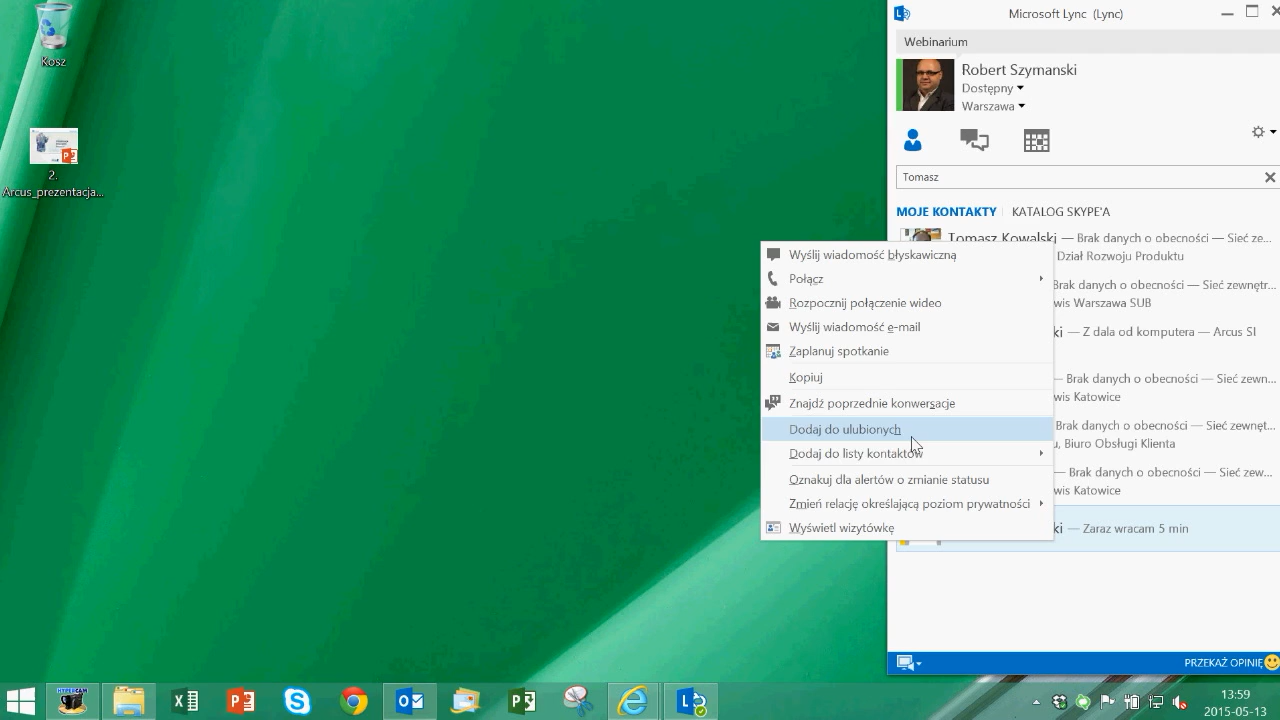 Kosz
2.
Arcus_prezentacja...
Microsoft Lync (Lync)
Webinarium
Robert Szymanski
Dostępny
Warszawa
Tomasz
MOJE KONTAKTY
KATALOG SKYPE'A
Tomasz Kowalski — Brak danych o obecności — Sieć ze...
Dział Rozwoju Produktu
Brak danych o obecności — Sieć zewnętr...
wis Warszawa SUB
ki — Z dala od komputera — Arcus SI
— Brak danych o obecności — Sieć zewn...
wis Katowice
Brak danych o obecności — Sieć zewnęt...
u, Biuro Obsługi Klienta
— Brak danych o obecności — Sieć zew...
wis Katowice
ki — Zaraz wracam 5 min
Wyślij wiadomość błyskawiczną
Połącz
Rozpocznij połączenie wideo
Wyślij wiadomość e-mail
Zaplanuj spotkanie
Kopiuj
Znajdź poprzednie konwersacje
Dodaj do ulubionych
Dodaj do listy kontaktów
Oznakuj dla alertów o zmianie statusu
Zmień relację określającą poziom prywatności
Wyświetl wizytówkę
PRZEKAŻ OPINIĘ
HYPERCAM
13:59
2015-05-13